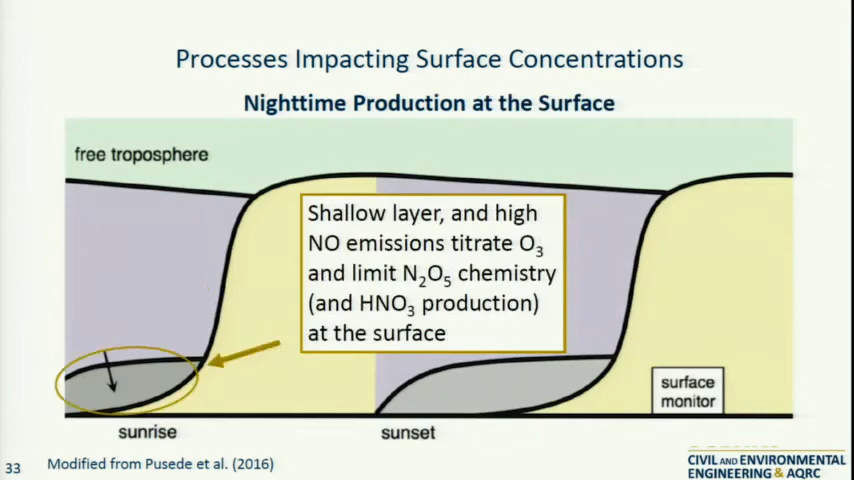 Processes Impacting Surface Concentrations
Nighttime Production at the Surface
free troposphere
Shallow layer, and high
NO emissions titrate O₃
and limit N₂O₅ chemistry
(and HNO₃ production)
at the surface
surface
monitor
sunrise
sunset
33
Modified from Pusede et al. (2016)
CIVIL AND ENVIRONMENTAL
ENGINEERING & AQRC